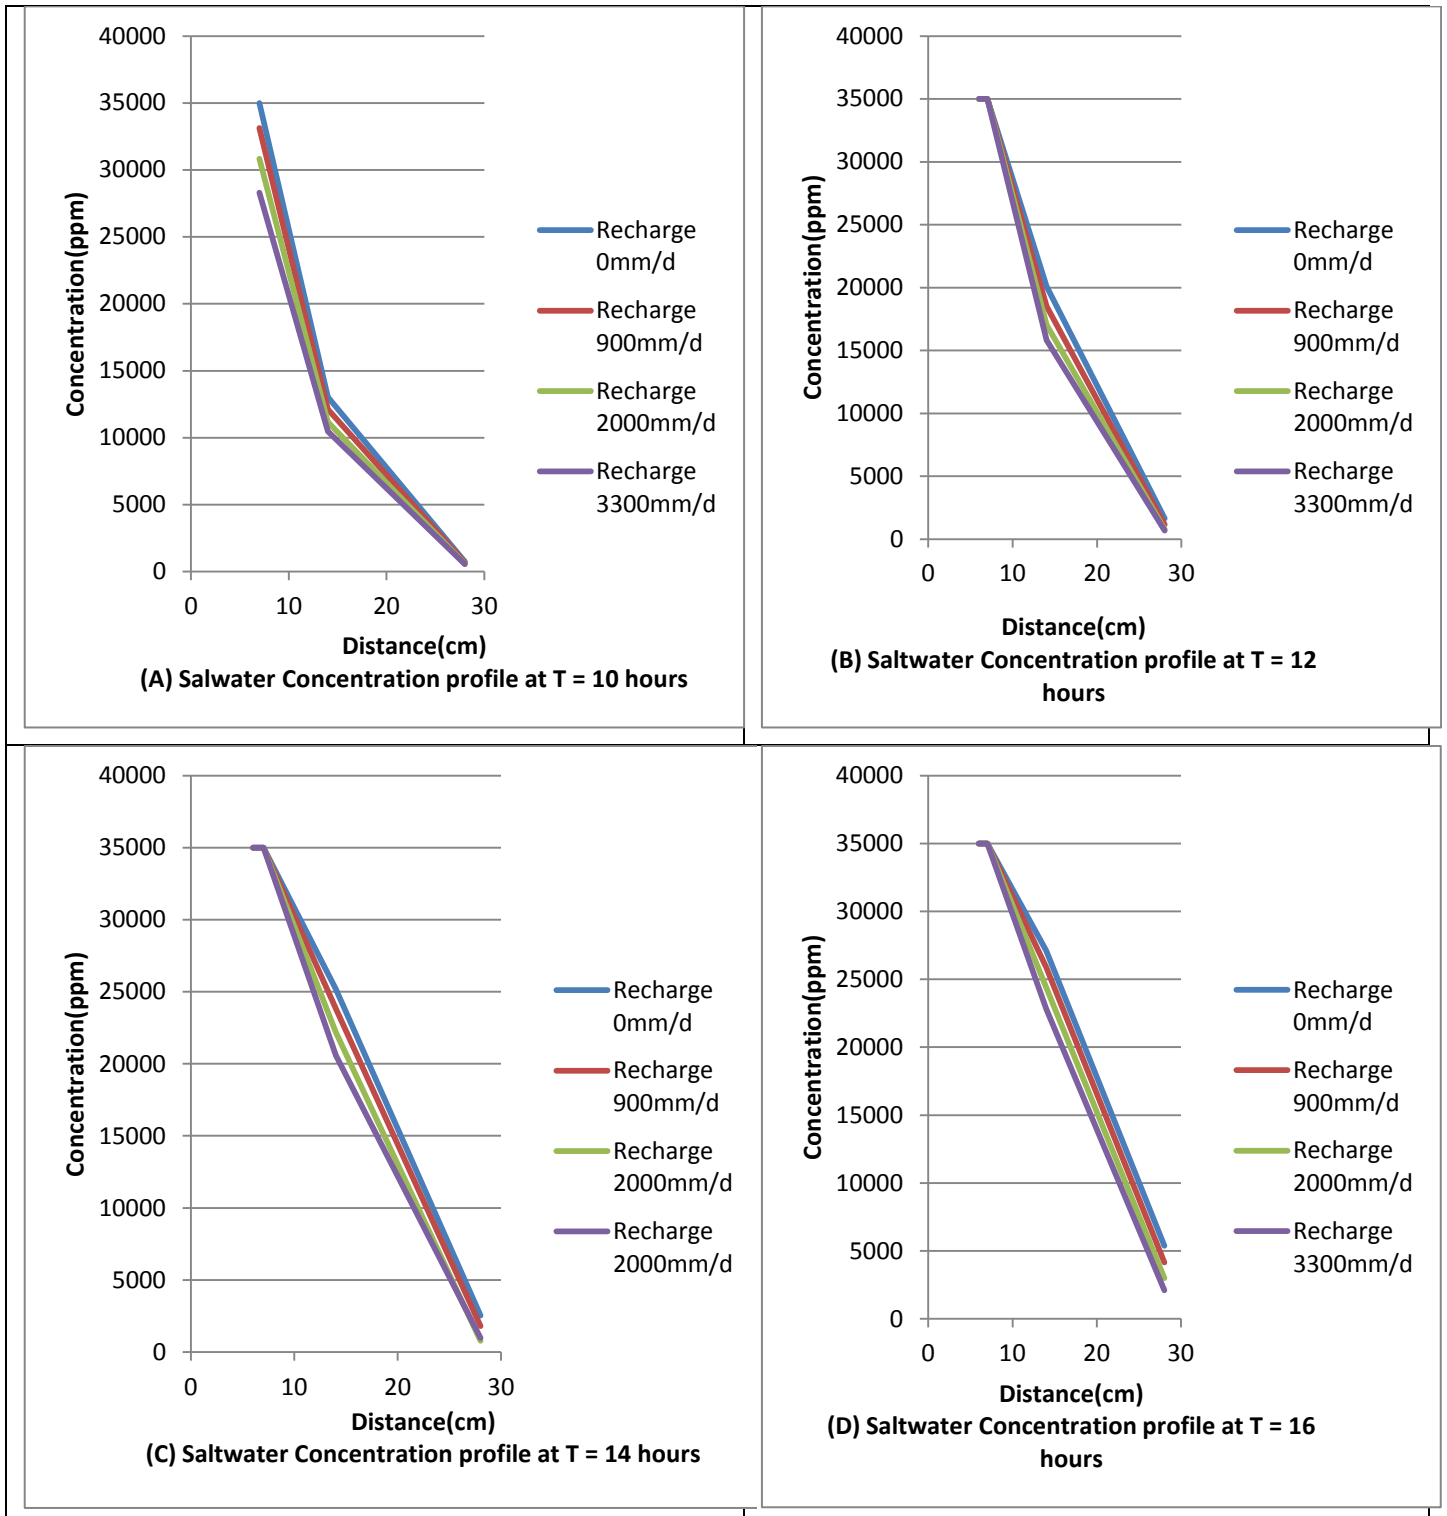 40000
35000
30000
25000
20000
15000
10000
5000
0
0 10 20 30
Concentration(ppm)
Distance(cm)
Recharge
0mm/d
Recharge
900mm/d
Recharge
2000mm/d
Recharge
3300mm/d
(A) Salwater Concentration profile at T = 10 hours
40000
35000
30000
25000
20000
15000
10000
5000
0
0 10 20 30
Concentration(ppm)
Distance(cm)
Recharge
0mm/d
Recharge
900mm/d
Recharge
2000mm/d
Recharge
3300mm/d
(B) Saltwater Concentration profile at T = 12
hours
40000
35000
30000
25000
20000
15000
10000
5000
0
0 10 20 30
Concentration(ppm)
Distance(cm)
Recharge
0mm/d
Recharge
900mm/d
Recharge
2000mm/d
Recharge
2000mm/d
(C) Saltwater Concentration profile at T = 14 hours
40000
35000
30000
25000
20000
15000
10000
5000
0
0 10 20 30
Concentration(ppm)
Distance(cm)
Recharge
0mm/d
Recharge
900mm/d
Recharge
2000mm/d
Recharge
3300mm/d
(D) Saltwater Concentration profile at T = 16
hours